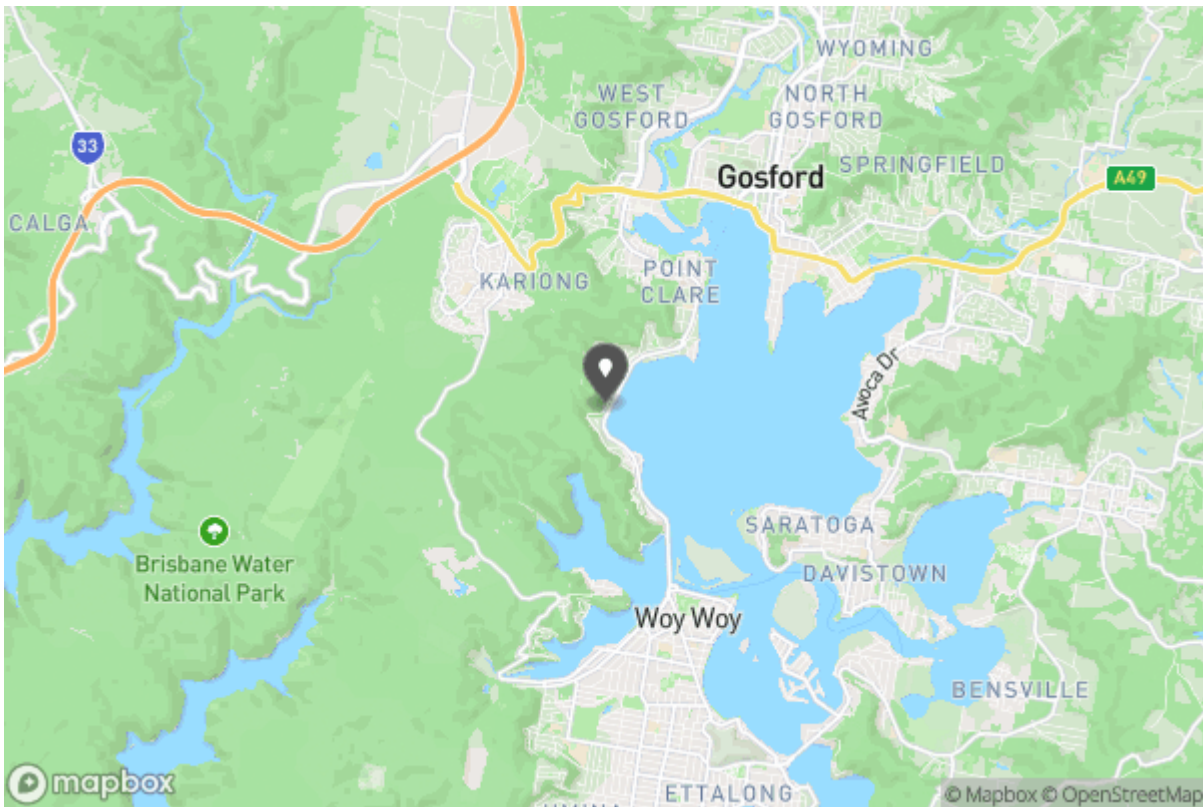 WYOMING
WEST
GOSFORD
NORTH
GOSFORD
33
SPRINGFIELD
Gosford
A49
CALGA
KARIONG
POINT
CLARE
Avoca Dr
SARATOGA
Brisbane Water
National Park
DAVISTOWN
Woy Woy
BENSVILLE
mapbox
ETTALONG
© Mapbox © OpenStreetMap